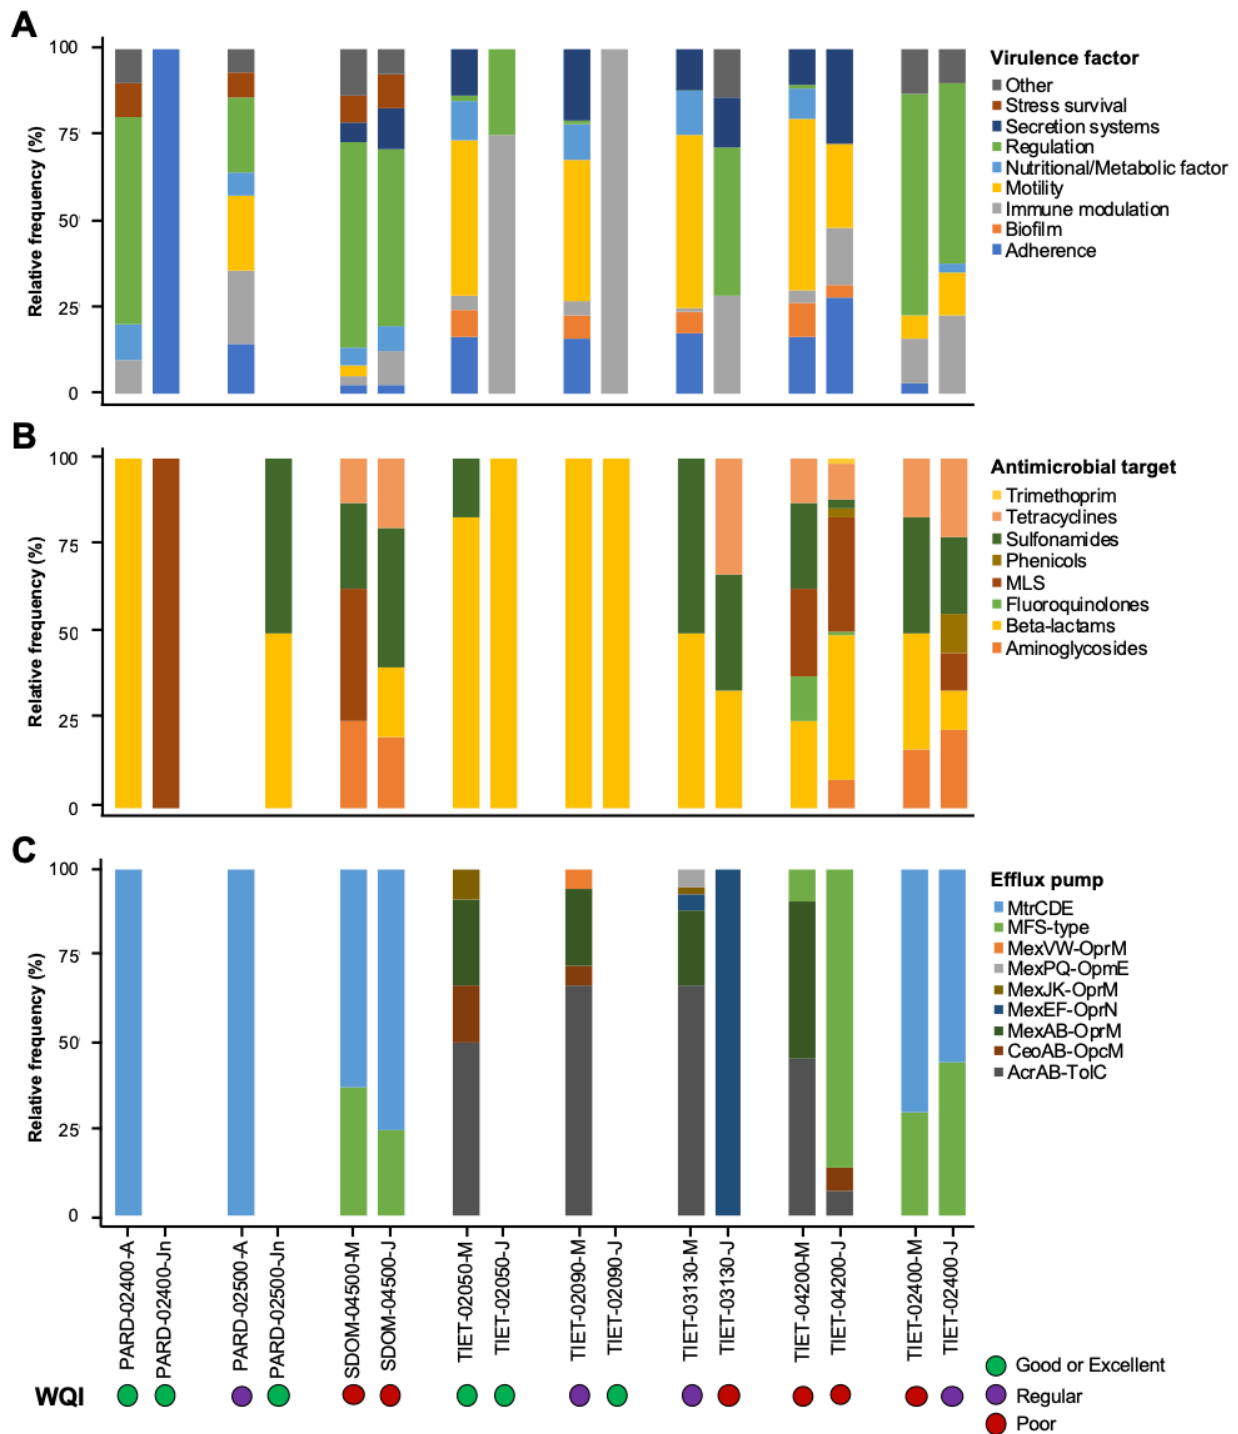 A
Relative frequency (%)
100
75
50
25
0
Virulence factor
Other
Stress survival
Secretion systems
Regulation
Nutritional/Metabolic factor
Motility
Immune modulation
Biofilm
Adherence
B
Relative frequency (%)
100
75
50
25
0
Antimicrobial target
Trimethoprim
Tetracyclines
Sulfonamides
Phenicols
MLS
Fluoroquinolones
Beta-lactams
Aminoglycosides
C
Relative frequency (%)
100
75
50
25
0
Efflux pump
MtrCDE
MFS-type
MexVW-OprM
MexPQ-OpmE
MexJK-OprM
MexEF-OprN
MexAB-OprM
CeoAB-OpcM
AcrAB-TolC
PARD-02400-A
PARD-02400-Jn
PARD-02500-A
PARD-02500-Jn
SDOM-04500-M
SDOM-04500-J
TIET-02050-M
TIET-02050-J
TIET-02090-M
TIET-02090-J
TIET-03130-M
TIET-03130-J
TIET-04200-M
TIET-04200-J
TIET-02400-M
TIET-02400-J
WQI
Good or Excellent
Regular
Poor